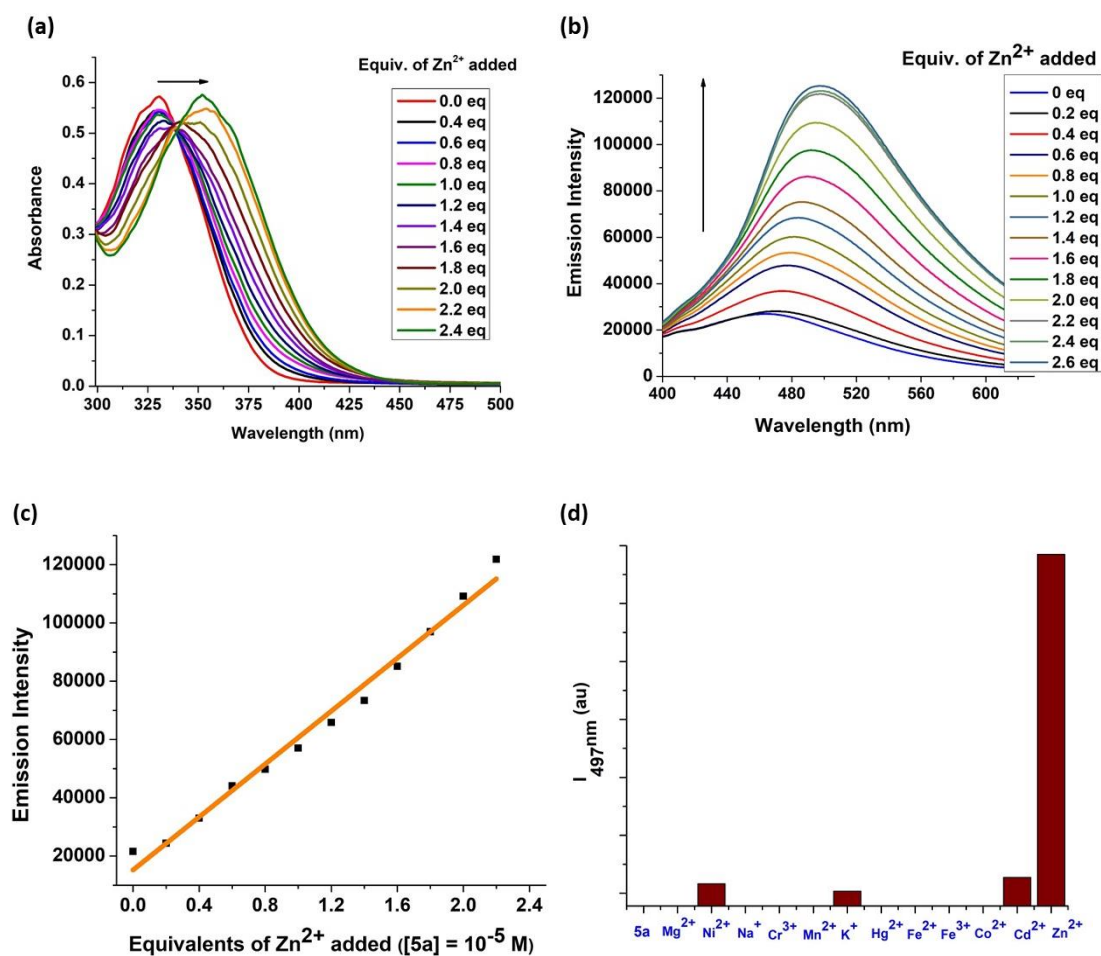 (a)
Equiv. of Zn²⁺ added
0.0 eq
0.4 eq
0.6 eq
0.8 eq
1.0 eq
1.2 eq
1.4 eq
1.6 eq
1.8 eq
2.0 eq
2.2 eq
2.4 eq
Absorbance
0.6
0.5
0.4
0.3
0.2
0.1
0.0
300 325 350 375 400 425 450 475 500
Wavelength (nm)
(b)
Equiv. of Zn²⁺ added
0 eq
0.2 eq
0.4 eq
0.6 eq
0.8 eq
1.0 eq
1.2 eq
1.4 eq
1.6 eq
1.8 eq
2.0 eq
2.2 eq
2.4 eq
2.6 eq
Emission Intensity
120000
100000
80000
60000
40000
20000
0
400 440 480 520 560 600
Wavelength (nm)
(c)
Emission Intensity
120000
100000
80000
60000
40000
20000
0.0 0.4 0.8 1.2 1.6 2.0 2.4
Equivalents of Zn²⁺ added ([5a] = 10⁻⁵ M)
(d)
I 497nm (au)
5a Mg²⁺ Ni²⁺ Na⁺ Cr³⁺ Mn²⁺ K⁺ Hg²⁺ Fe²⁺ Fe³⁺ Co²⁺ Cd²⁺ Zn²⁺